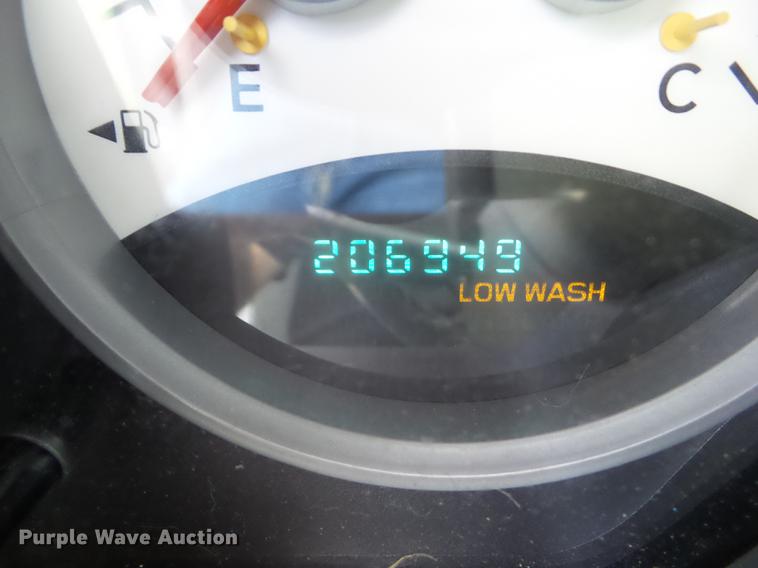 E
C
206949
LOW WASH
Purple Wave Auction